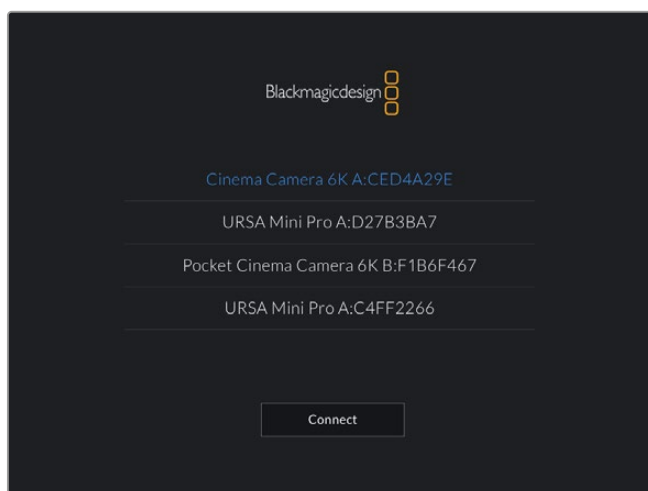 Blackmagicdesign
Cinema Camera 6K A:CED4A29E
URSA Mini Pro A:D27B3BA7
Pocket Cinema Camera 6K B:F1B6F467
URSA Mini Pro A:C4FF2266
Connect